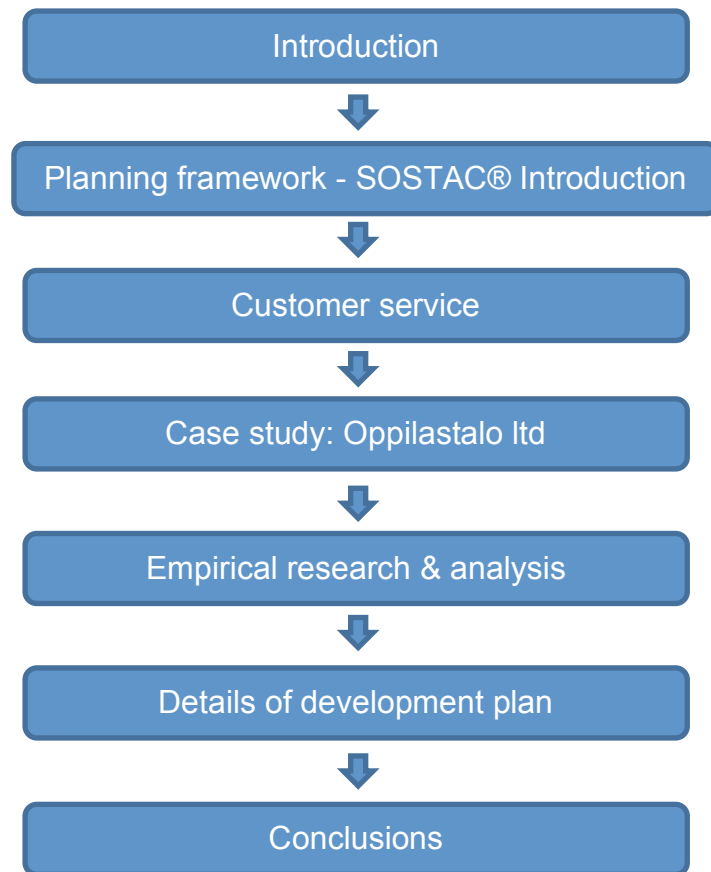 Introduction
Planning framework - SOSTAC® Introduction
Customer service
Case study: Oppilastalo ltd
Empirical research & analysis
Details of development plan
Conclusions